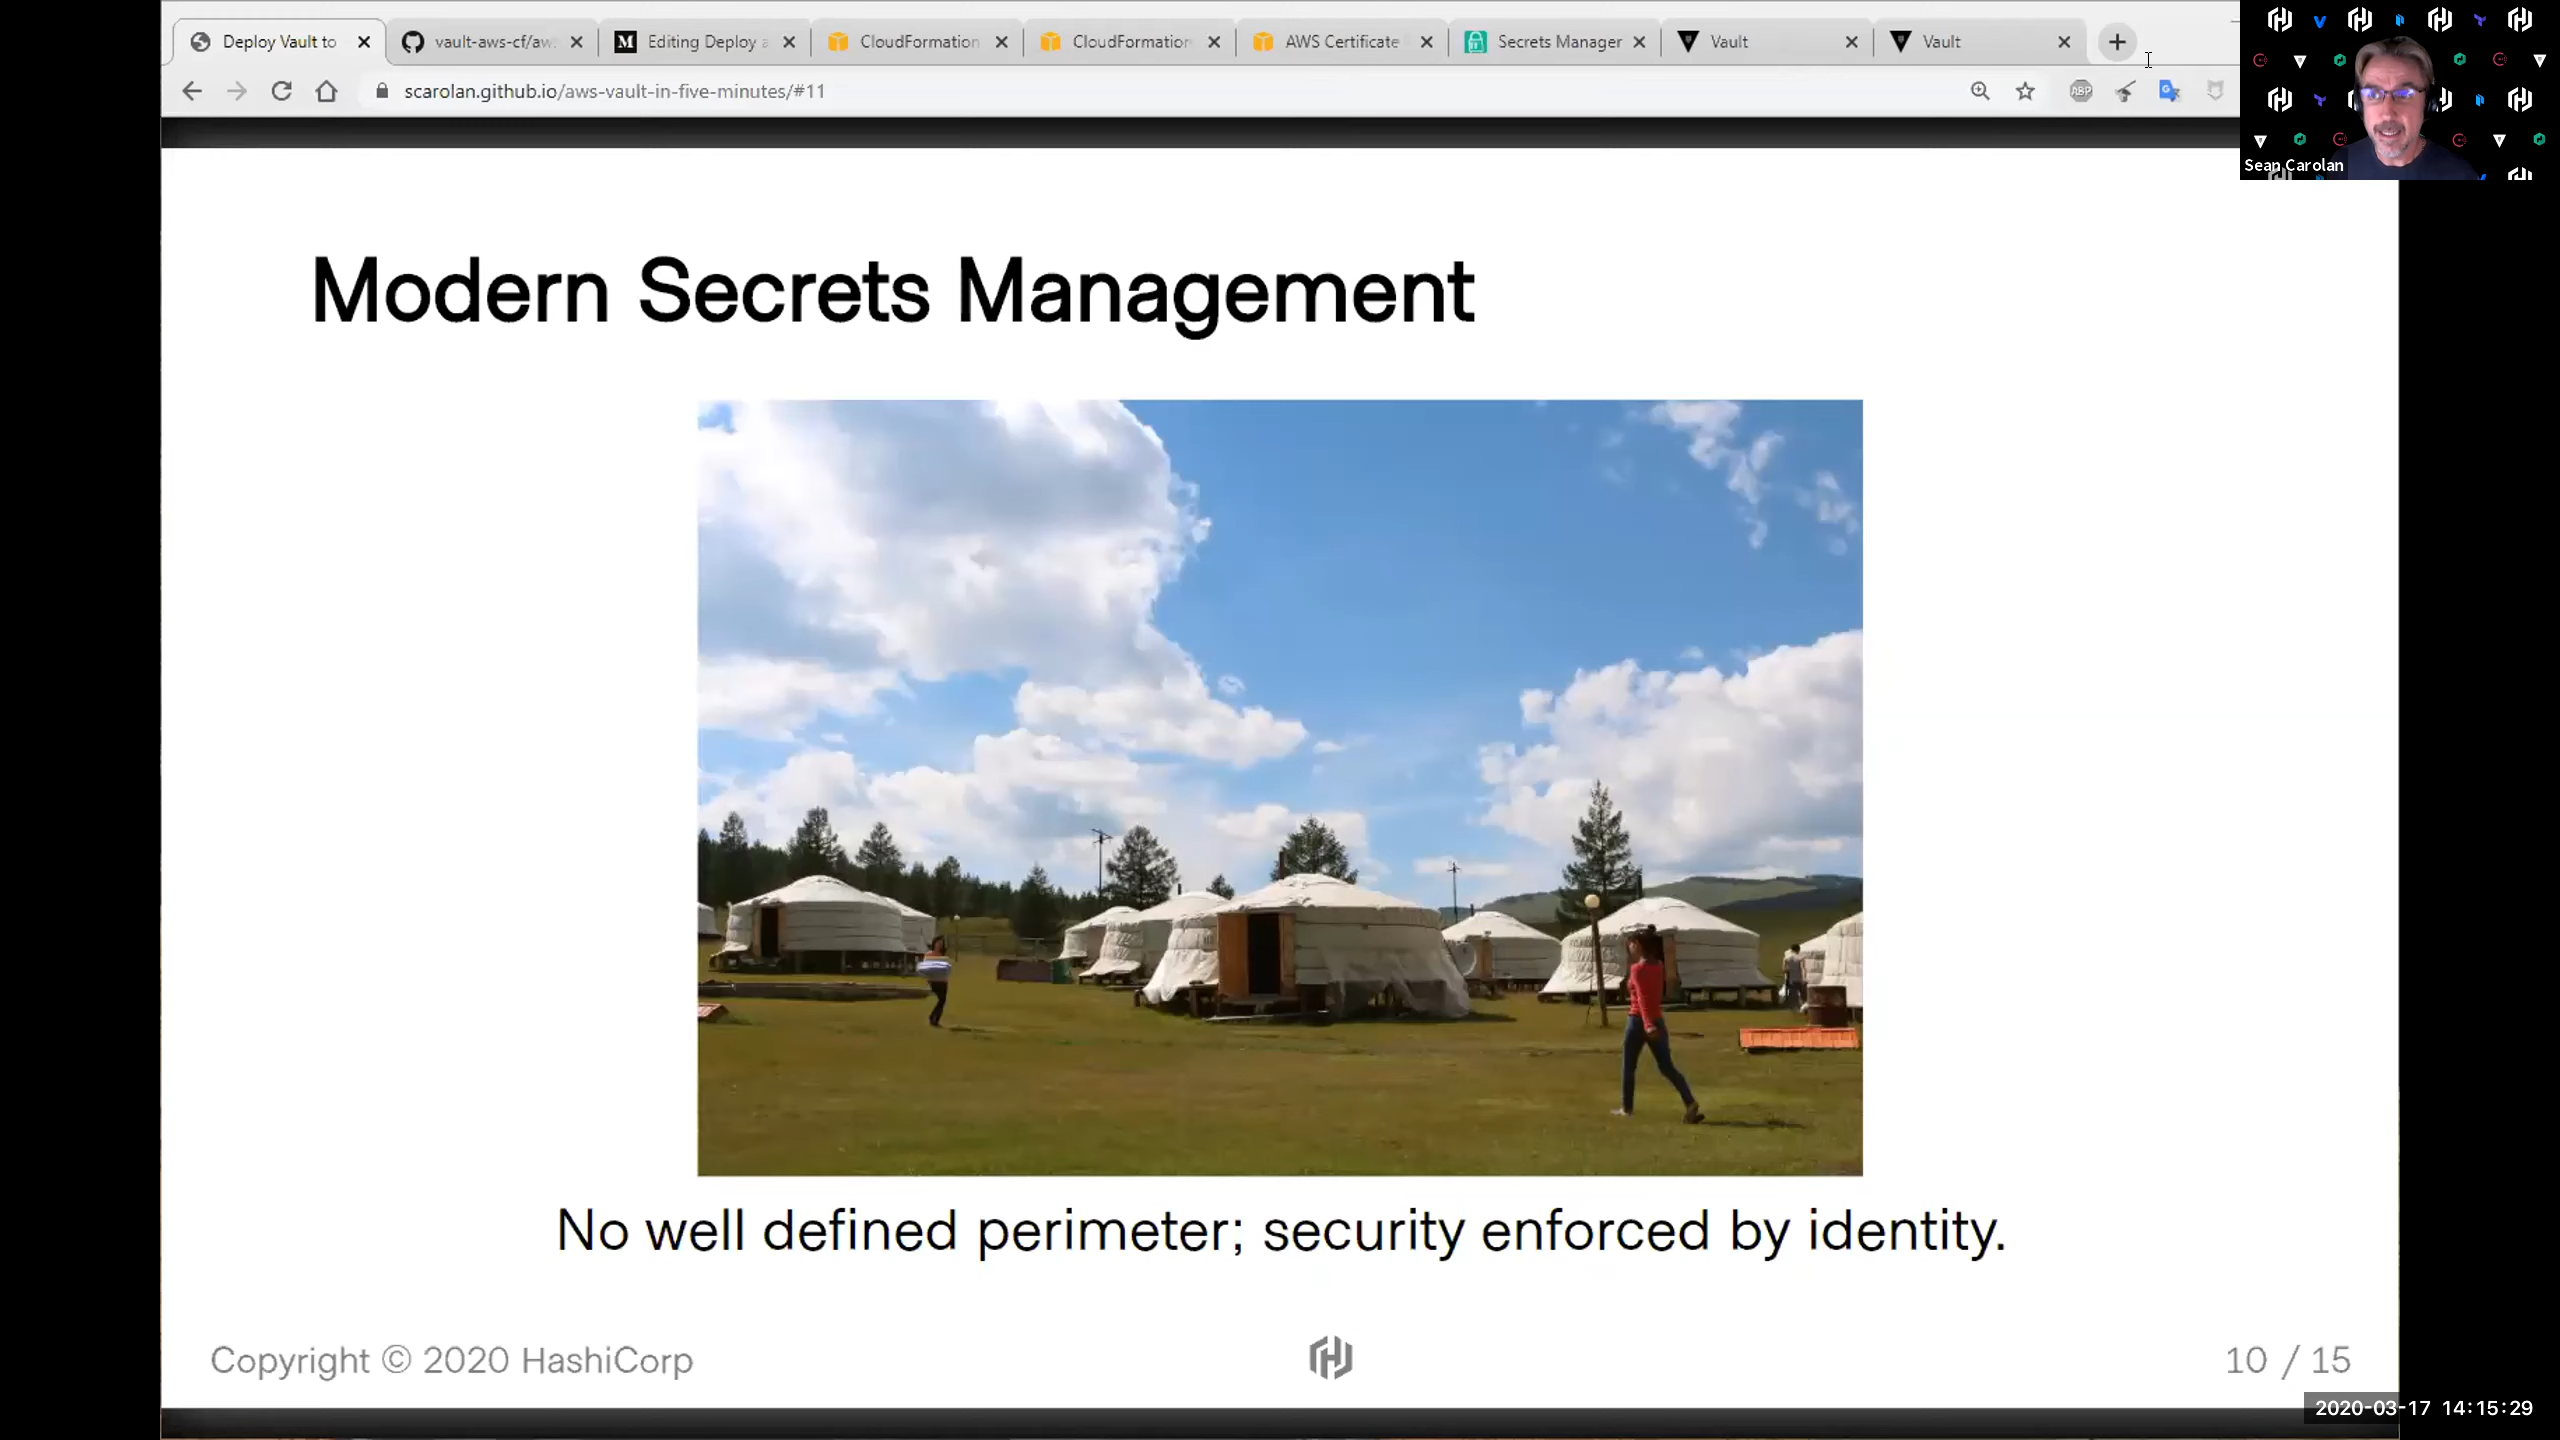 Deploy Vault to
vault-aws-cf/aw
Editing Deploy a
CloudFormation
CloudFormation
AWS Certificate
Secrets Manager
Vault
Vault
scarolan.github.io/aws-vault-in-five-minutes/#11
ABP
Sean Carolan
Modern Secrets Management
No well defined perimeter; security enforced by identity.
Copyright © 2020 HashiCorp
10 / 15
2020-03-17 14:15:29